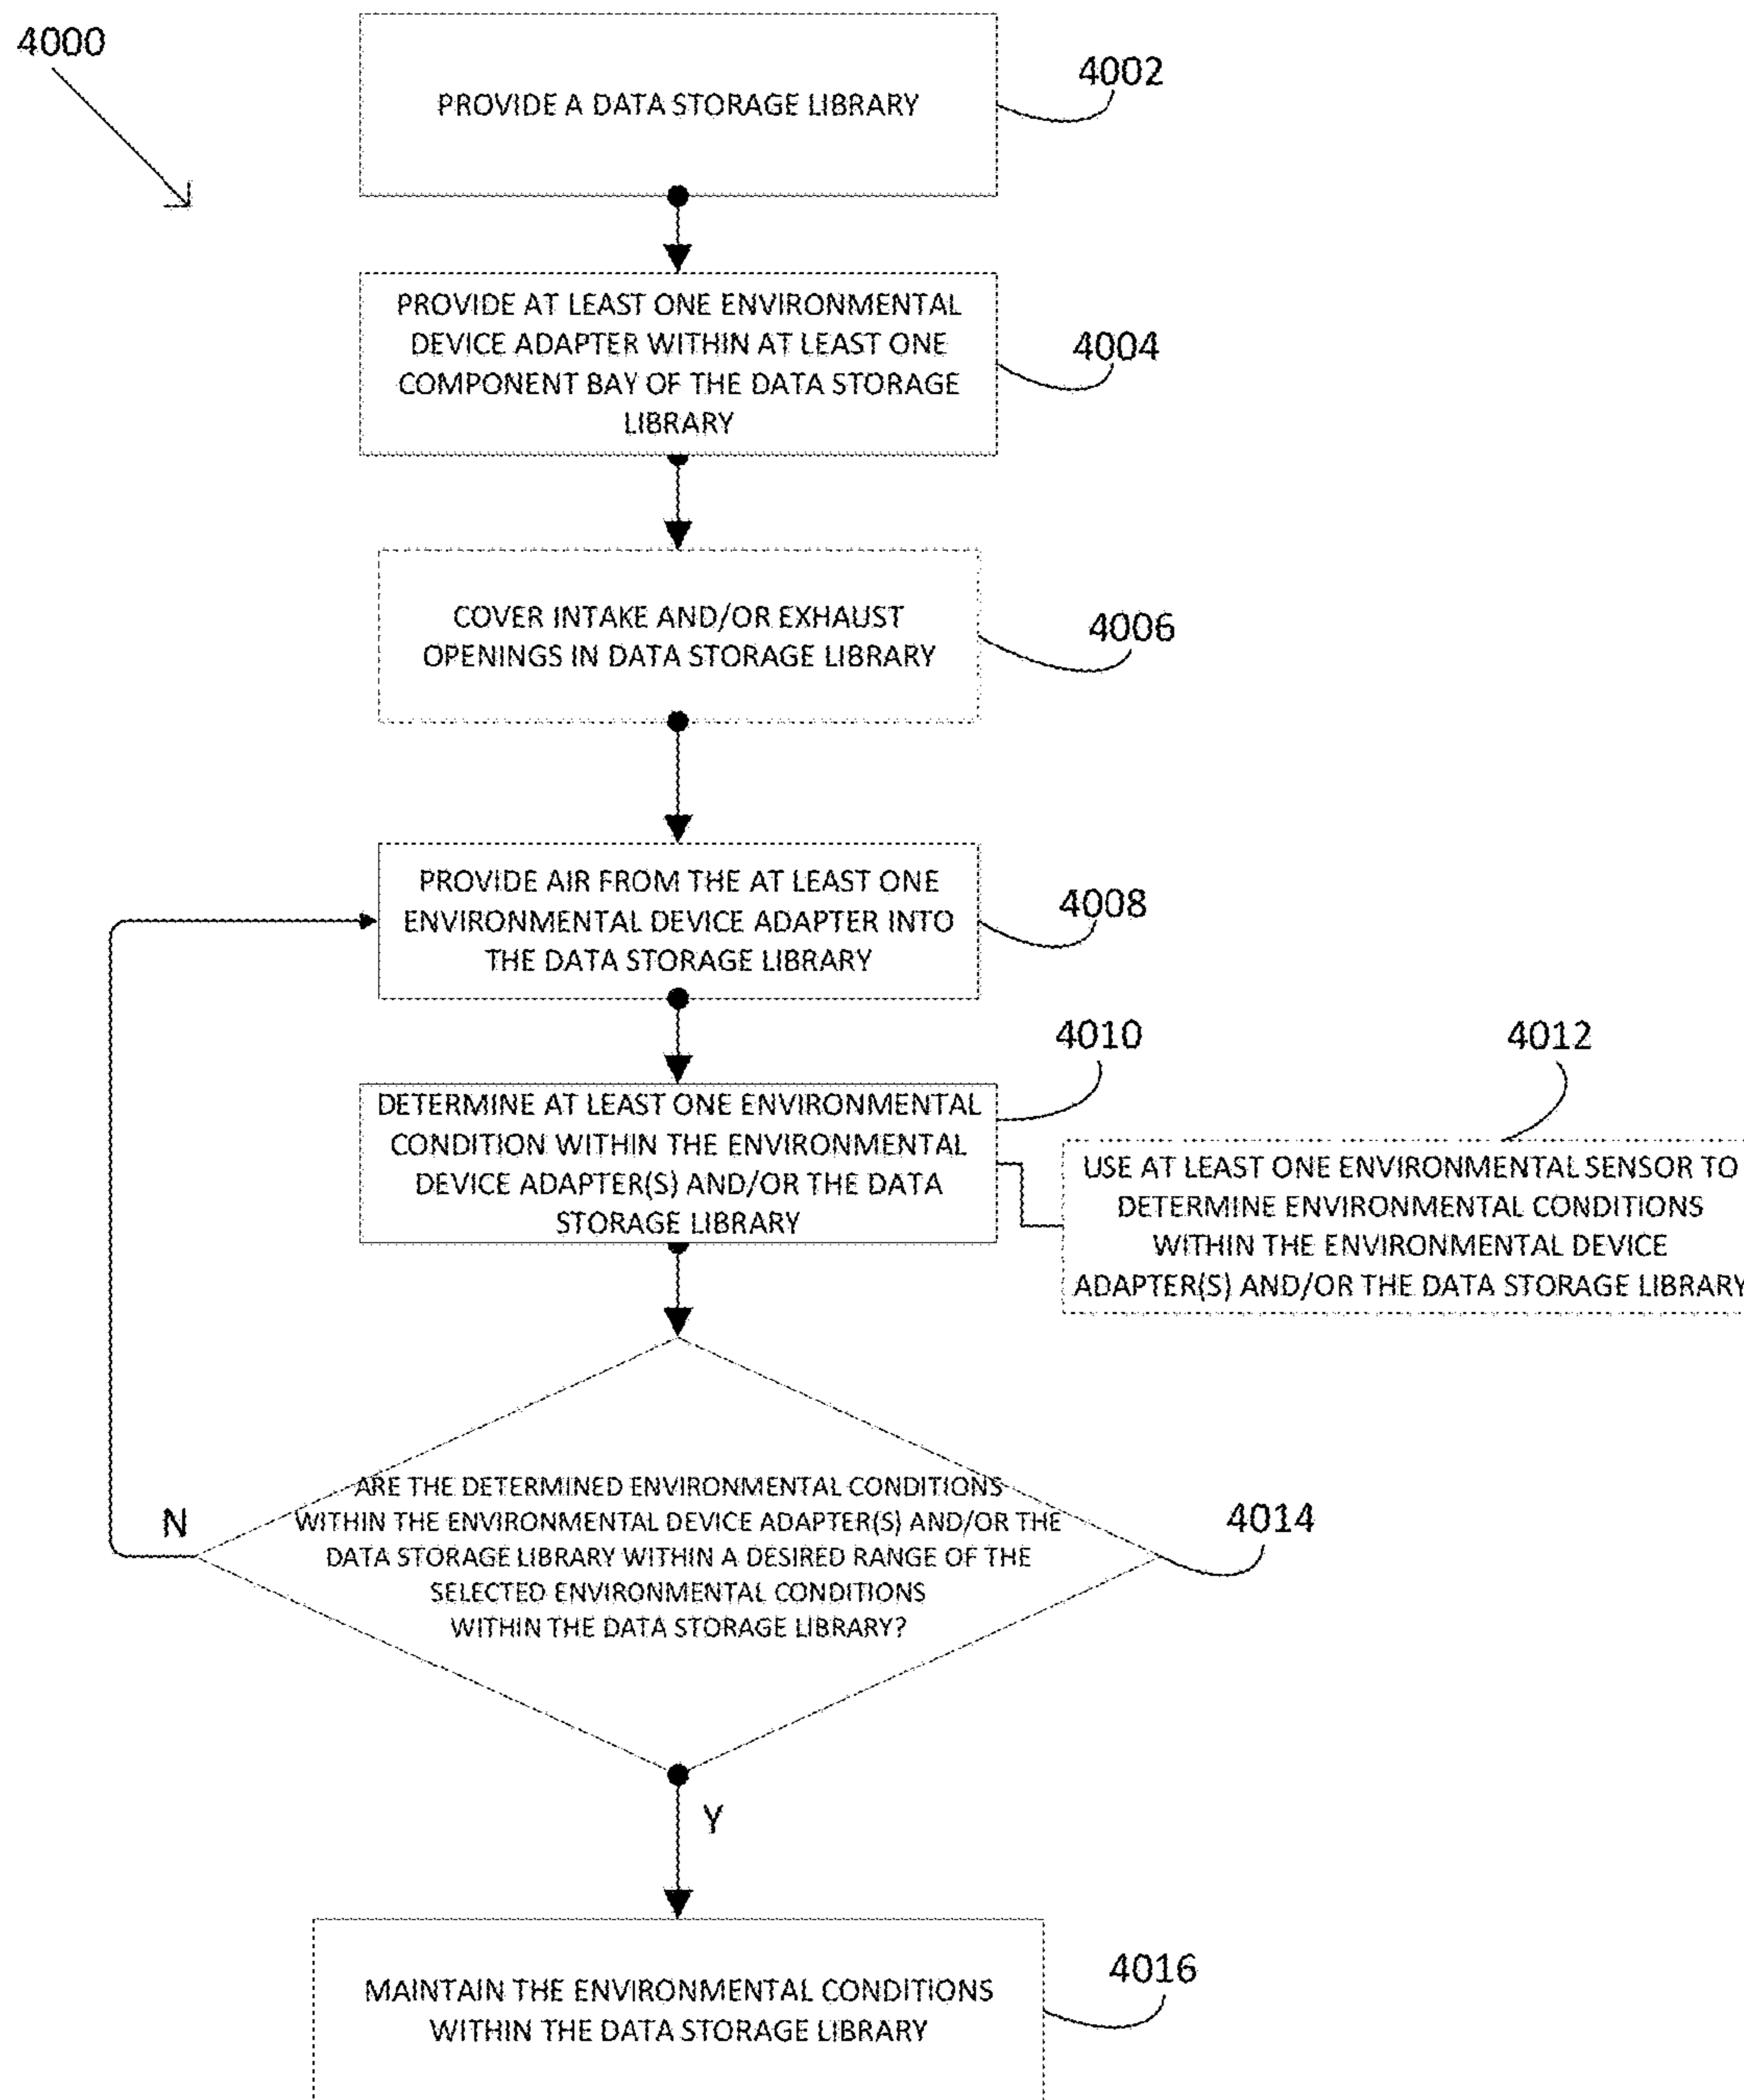 4000
PROVIDE A DATA STORAGE LIBRARY
4002
PROVIDE AT LEAST ONE ENVIRONMENTAL
DEVICE ADAPTER WITHIN AT LEAST ONE
COMPONENT BAY OF THE DATA STORAGE
LIBRARY
4004
COVER INTAKE AND/OR EXHAUST
OPENINGS IN DATA STORAGE LIBRARY
4006
PROVIDE AIR FROM THE AT LEAST ONE
ENVIRONMENTAL DEVICE ADAPTER INTO
THE DATA STORAGE LIBRARY
4008
DETERMINE AT LEAST ONE ENVIRONMENTAL
CONDITION WITHIN THE ENVIRONMENTAL
DEVICE ADAPTER(S) AND/OR THE DATA
STORAGE LIBRARY
4010
4012
USE AT LEAST ONE ENVIRONMENTAL SENSOR TO
DETERMINE ENVIRONMENTAL CONDITIONS
WITHIN THE ENVIRONMENTAL DEVICE
ADAPTER(S) AND/OR THE DATA STORAGE LIBRARY
ARE THE DETERMINED ENVIRONMENTAL CONDITIONS
WITHIN THE ENVIRONMENTAL DEVICE ADAPTER(S) AND/OR THE
DATA STORAGE LIBRARY WITHIN A DESIRED RANGE OF THE
SELECTED ENVIRONMENTAL CONDITIONS
WITHIN THE DATA STORAGE LIBRARY?
N
4014
Y
MAINTAIN THE ENVIRONMENTAL CONDITIONS
WITHIN THE DATA STORAGE LIBRARY
4016